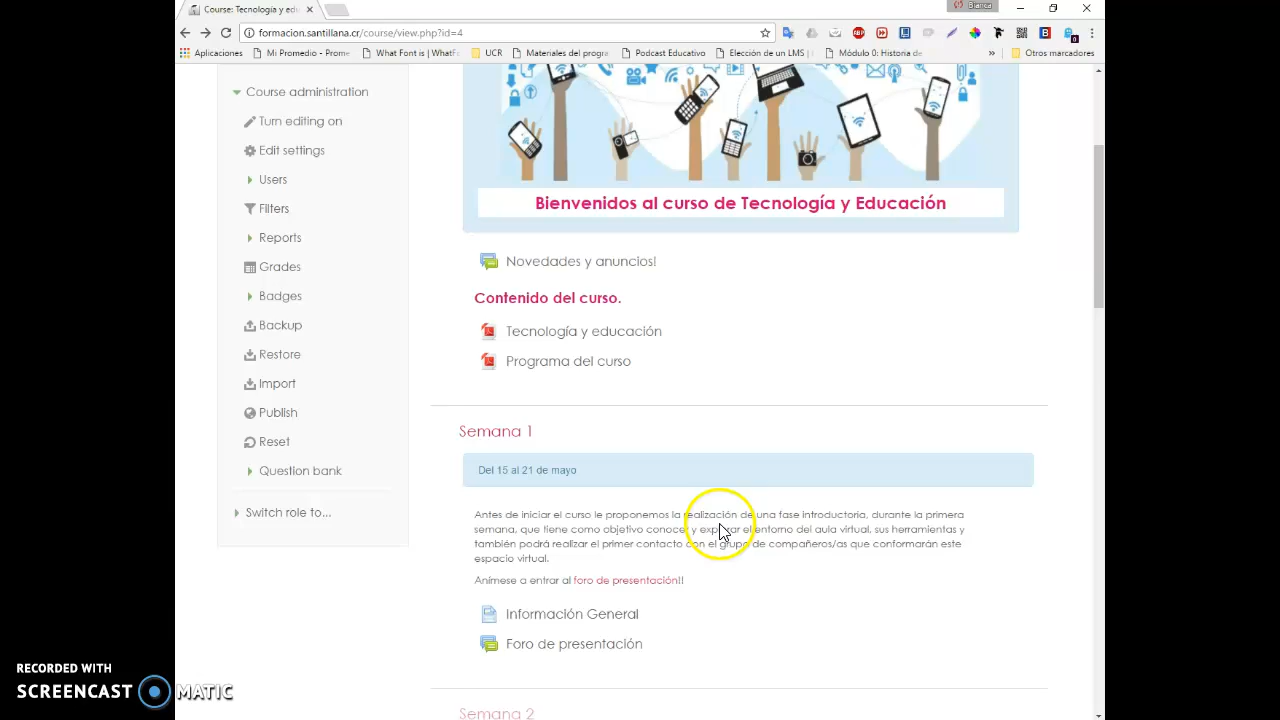 Course: Tecnología y edu
Bianca
formacion.santillana.cr/course/view.php?id=4
Aplicaciones
Mi Promedio - Prome
What Font is | WhatF
UCR
Materiales del progra
Podcast Educativo
Elección de un LMS |
Módulo 0: Historia de
»
Otros marcadores
Course administration
Turn editing on
Edit settings
Users
Filters
Reports
Grades
Badges
Backup
Restore
Import
Publish
Reset
Question bank
Switch role to...
Bienvenidos al curso de Tecnología y Educación
Novedades y anuncios!
Contenido del curso.
Tecnología y educación
Programa del curso
Semana 1
Del 15 al 21 de mayo
Antes de iniciar el curso le proponemos la realización de una fase introductoria, durante la primera
semana, que tiene como objetivo conocer y explorar el entorno del aula virtual, sus herramientas y
también podrá realizar el primer contacto con el grupo de compañeros/as que conformarán este
espacio virtual.
Anímese a entrar al foro de presentación!!
Información General
Foro de presentación
Semana 2
RECORDED WITH
SCREENCAST MATIC